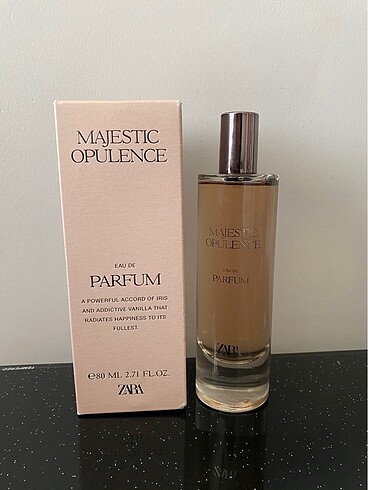 MAJESTIC
OPULENCE
EAU DE
PARFUM
A POWERFUL ACCORD OF IRIS
AND ADDICTIVE VANILLA THAT
RADIATES HAPPINESS TO ITS
FULLEST.
e80 ML 2.71 FL.OZ.
ZARA
MAJESTIC
OPULENCE
EAU DE
PARFUM
ZARA